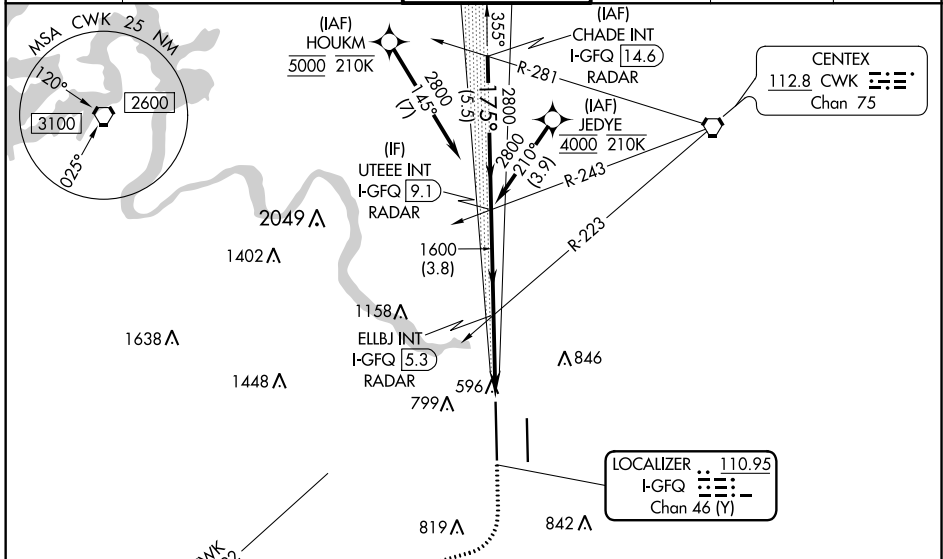 MSA CWK 25 NM
120°
2600
3100
025°
(IAF)
HOUKM
5000 210K
2800
145°
(7)
355°
175°
(5.5)
2800
(IAF)
CHADE INT
I-GFQ 14.6
RADAR
R-281
CENTEX
112.8 CWK
Chan 75
(IAF)
JEDYE
4000 210K
2800
210°
(3.9)
R-243
R-223
(IF)
UTEEE INT
I-GFQ 9.1
RADAR
2049
1402
1600
(3.8)
1158
1638
ELLBJ INT
I-GFQ 5.3
RADAR
846
1448
596
799
LOCALIZER 110.95
I-GFQ
Chan 46 (Y)
819
842